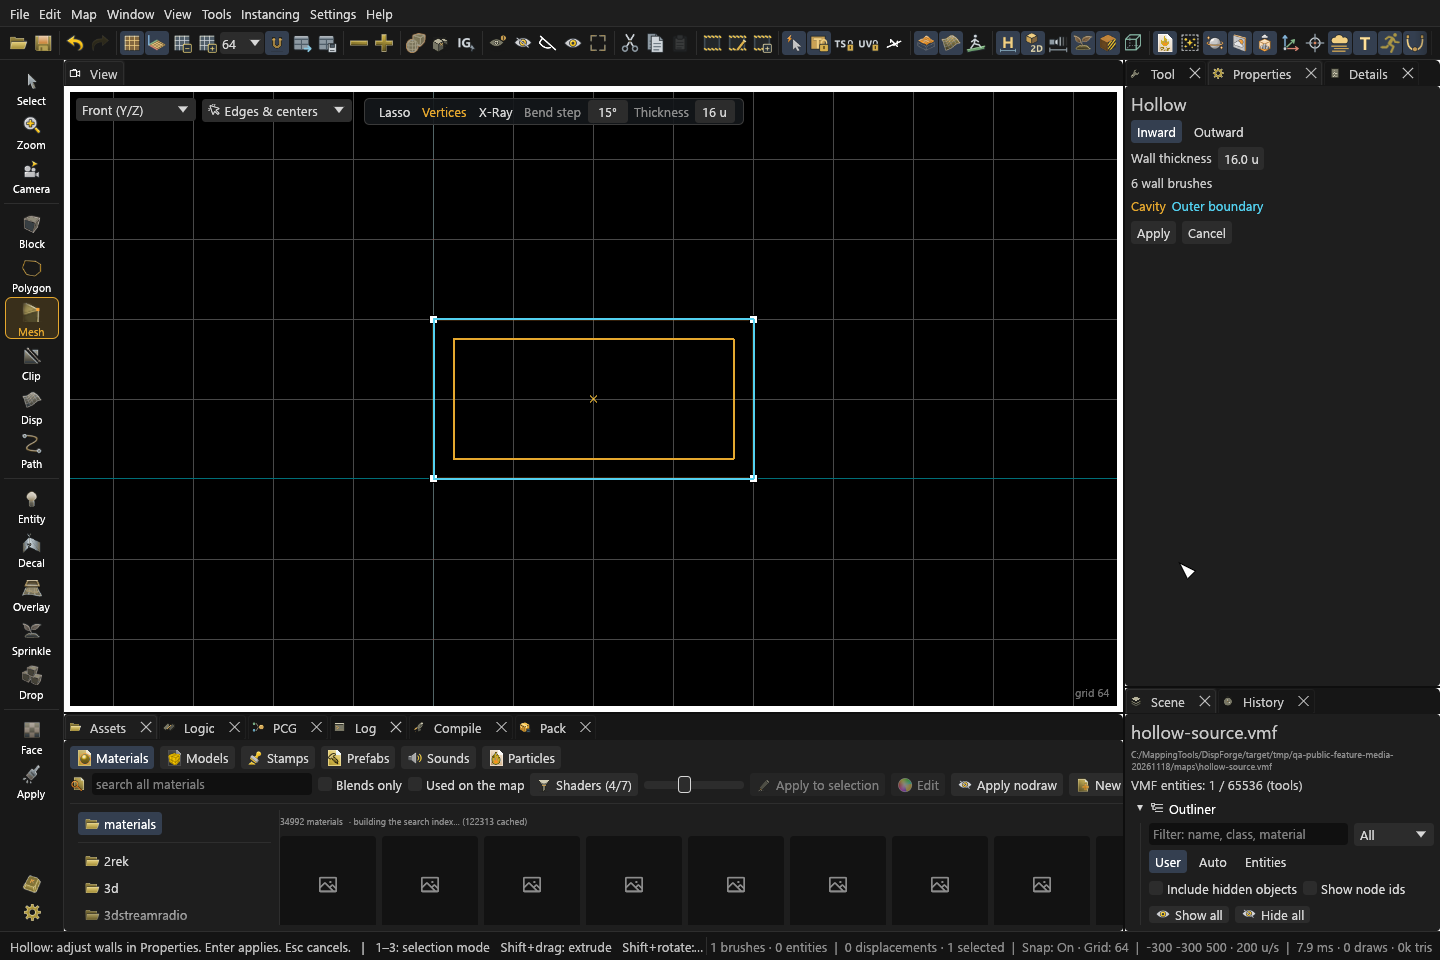 File Edit Map Window View Tools Instancing Settings Help
64 IG, 2D TS UV T H U
View
Front (Y/Z) Edges & centers Lasso Vertices X-Ray Bend step 15° Thickness 16 u
Select
Zoom
Camera
Block
Polygon
Mesh
Clip
Disp
Path
Entity
Decal
Overlay
Sprinkle
Drop
Face
Apply
grid 64
Tool Properties Details
Hollow
Inward Outward
Wall thickness 16.0 u
6 wall brushes
Cavity Outer boundary
Apply Cancel
Assets Logic PCG Log Compile Pack
Materials Models Stamps Prefabs Sounds Particles
search all materials Blends only Used on the map Shaders (4/7) Apply to selection Edit Apply nodraw New
materials
2rek
3d
3dstreamradio
34992 materials · building the search index... (122313 cached)
Scene History
hollow-source.vmf
C:/MappingTools/DispForge/target/tmp/qa-public-feature-media-
20261118/maps\hollow-source.vmf
VMF entities: 1 / 65536 (tools)
Outliner
Filter: name, class, material All
User Auto Entities
Include hidden objects Show node ids
Show all Hide all
Hollow: adjust walls in Properties. Enter applies. Esc cancels. | 1–3: selection mode Shift+drag: extrude Shift+rotate:... 1 brushes · 0 entities | 0 displacements · 1 selected | Snap: On · Grid: 64 | -300 -300 500 · 200 u/s | 7.9 ms · 0 draws · 0k tris